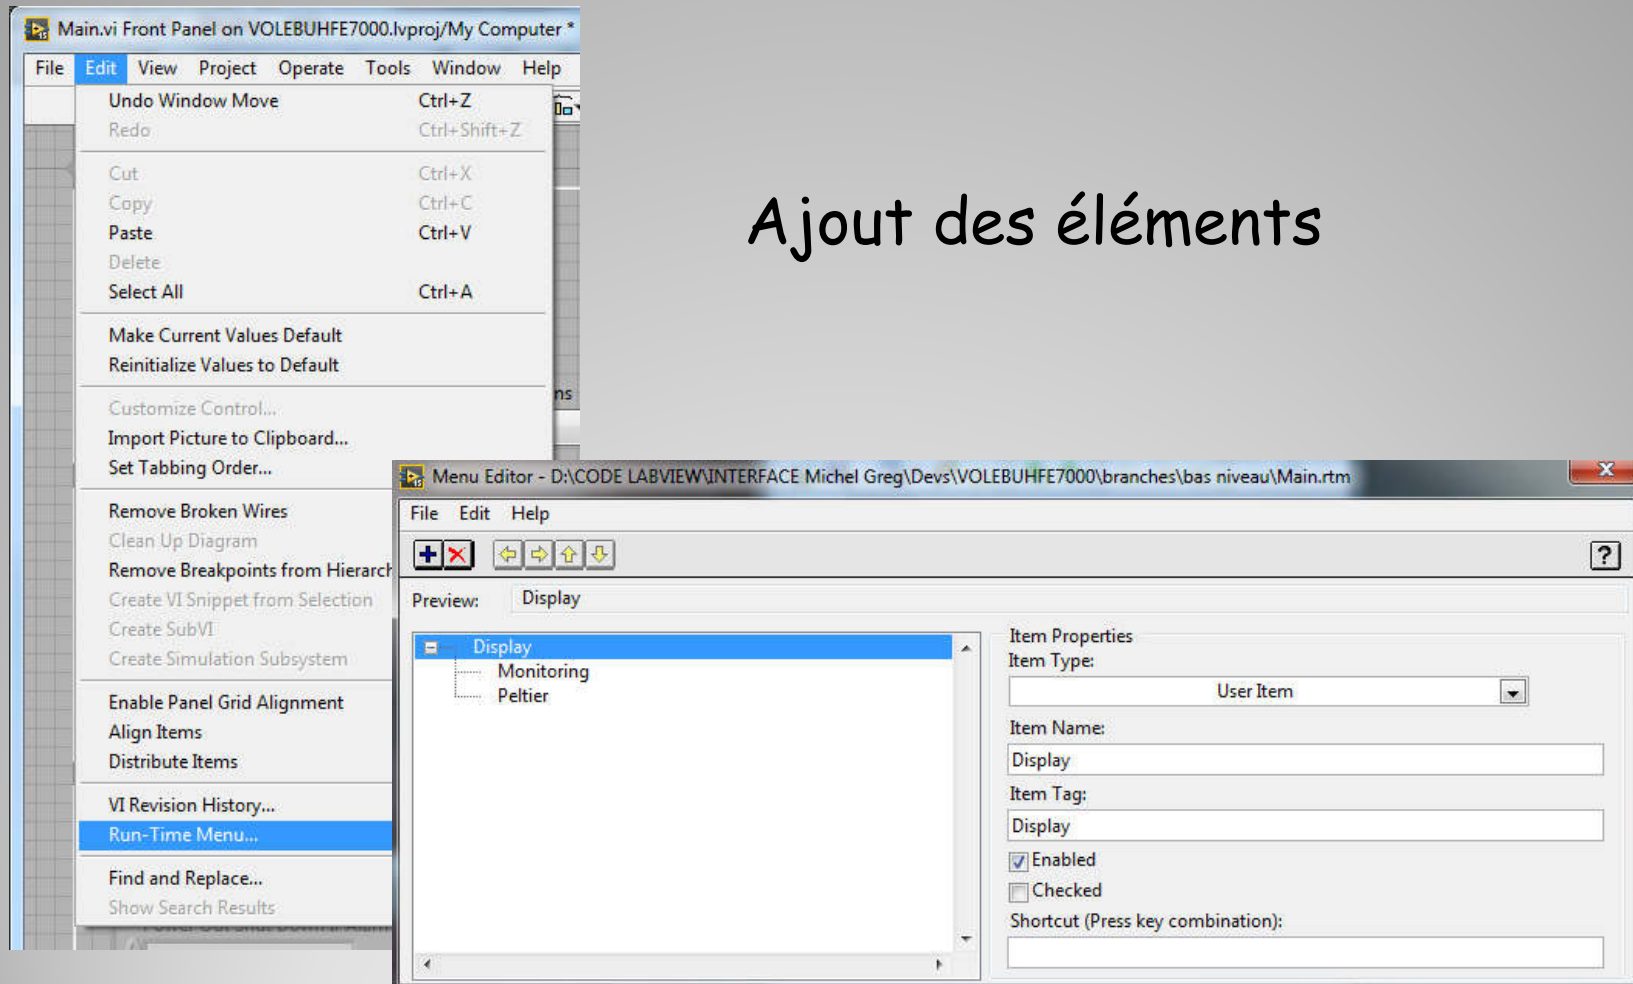 Main.vi Front Panel on VOLEBUHFE7000.lvproj/My Computer *
File Edit View Project Operate Tools Window Help
Undo Window Move Ctrl+Z
Redo Ctrl+Shift+Z
Cut Ctrl+X
Copy Ctrl+C
Paste Ctrl+V
Delete
Select All Ctrl+A
Make Current Values Default
Reinitialize Values to Default
Customize Control...
Import Picture to Clipboard...
Set Tabbing Order...
Remove Broken Wires
Clean Up Diagram
Remove Breakpoints from Hierarch
Create VI Snippet from Selection
Create SubVI
Create Simulation Subsystem
Enable Panel Grid Alignment
Align Items
Distribute Items
VI Revision History...
Run-Time Menu...
Find and Replace...
Show Search Results
ns
Ajout des éléments
Menu Editor - D:\CODE LABVIEW\INTERFACE Michel Greg\Devs\VOLEBUHFE7000\branches\bas niveau\Main.rtm
File Edit Help
Preview: Display
Display
Monitoring
Peltier
Item Properties
Item Type:
User Item
Item Name:
Display
Item Tag:
Display
Enabled
Checked
Shortcut (Press key combination):